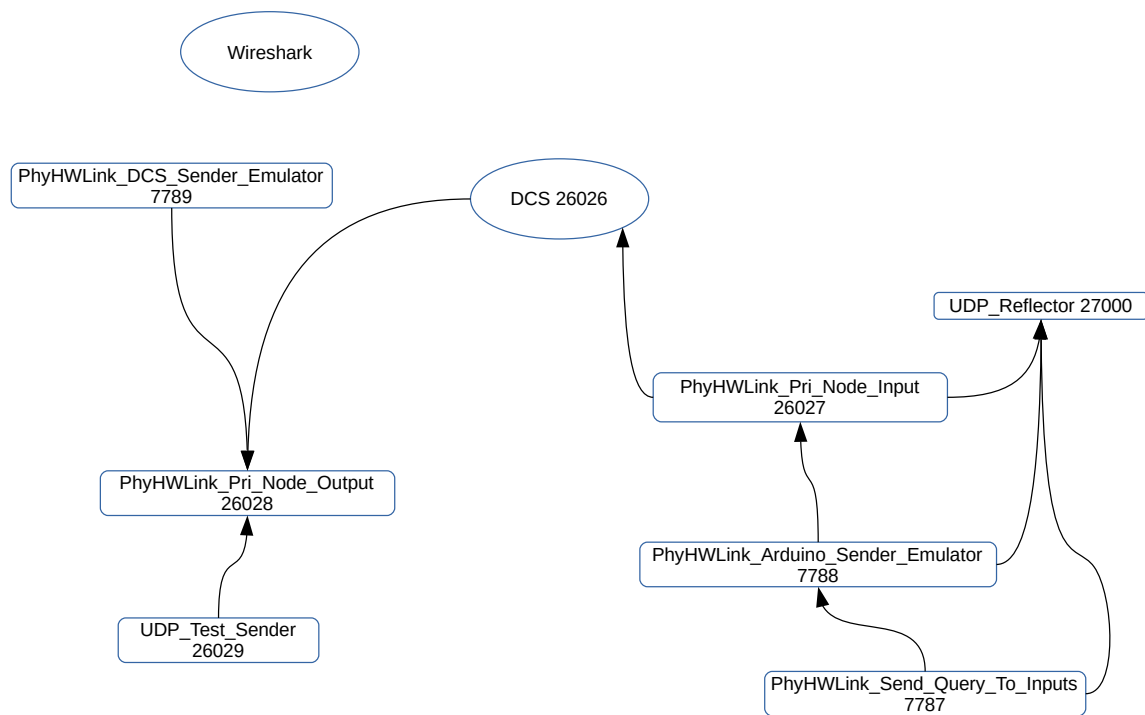 Wireshark
PhyHWLink_DCS_Sender_Emulator
7789
DCS 26026
UDP_Reflector 27000
PhyHWLink_Pri_Node_Input
26027
PhyHWLink_Pri_Node_Output
26028
PhyHWLink_Arduino_Sender_Emulator
7788
UDP_Test_Sender
26029
PhyHWLink_Send_Query_To_Inputs
7787